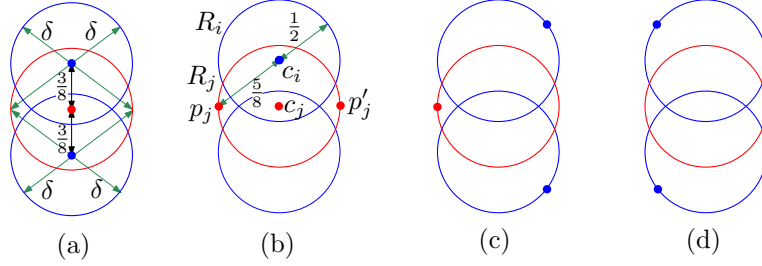 δ δ
3/8
3/8
δ δ
(a)
R_i 1/2
c_i
R_j 5/8
p_j c_j p'_j
(b)
(c)
(d)